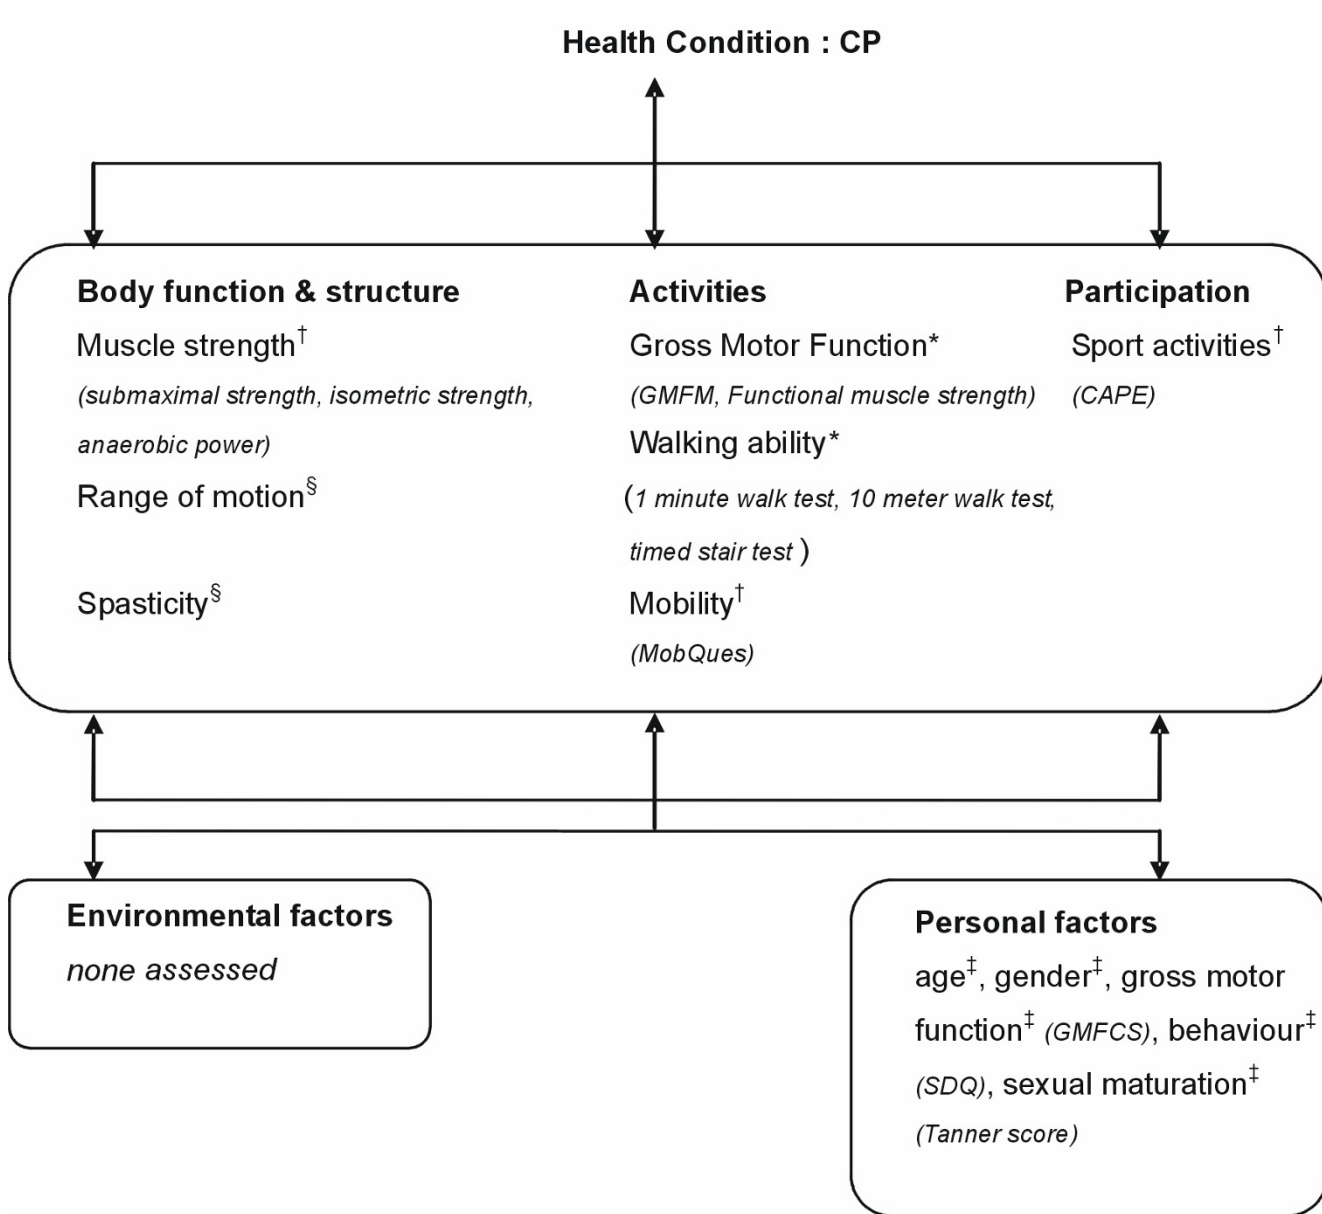 Health Condition : CP
Body function & structure
Muscle strength†
(submaximal strength, isometric strength,
anaerobic power)
Range of motion§
Spasticity§
Activities
Gross Motor Function*
(GMFM, Functional muscle strength)
Walking ability*
(1 minute walk test, 10 meter walk test,
timed stair test )
Mobility†
(MobQues)
Participation
Sport activities†
(CAPE)
Environmental factors
none assessed
Personal factors
age‡, gender‡, gross motor
function‡ (GMFCS), behaviour‡
(SDQ), sexual maturation‡
(Tanner score)